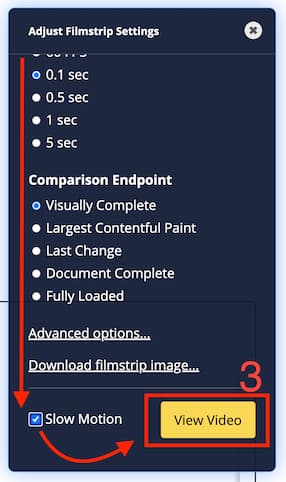 Adjust Filmstrip Settings
0.1 sec
0.5 sec
1 sec
5 sec
Comparison Endpoint
Visually Complete
Largest Contentful Paint
Last Change
Document Complete
Fully Loaded
Advanced options...
Download filmstrip image...
3
Slow Motion
View Video